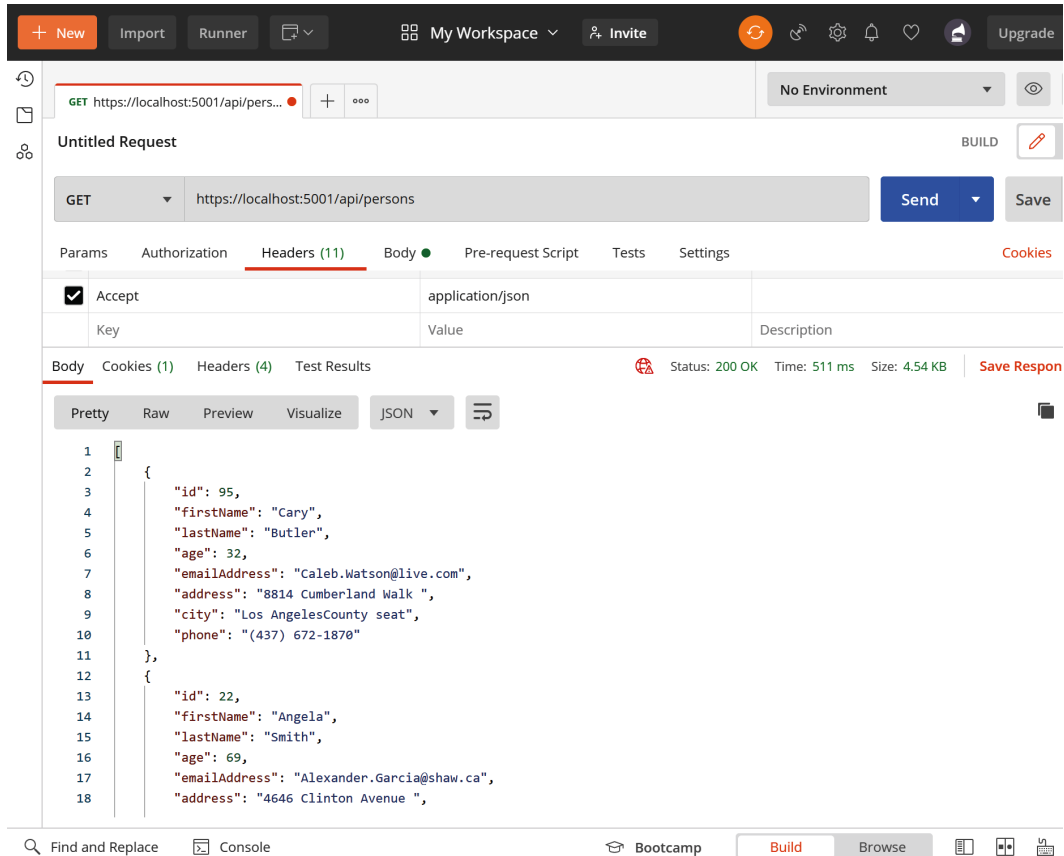 + New Import Runner My Workspace Invite Upgrade
GET https://localhost:5001/api/pers... + ooo No Environment
Untitled Request BUILD
GET https://localhost:5001/api/persons Send Save
Params Authorization Headers (11) Body Pre-request Script Tests Settings Cookies
Accept application/json
Key Value Description
Body Cookies (1) Headers (4) Test Results Status: 200 OK Time: 511 ms Size: 4.54 KB Save Respon
Pretty Raw Preview Visualize JSON
1 [
2 {
3 "id": 95,
4 "firstName": "Cary",
5 "lastName": "Butler",
6 "age": 32,
7 "emailAddress": "Caleb.Watson@live.com",
8 "address": "8814 Cumberland Walk ",
9 "city": "Los AngelesCounty seat",
10 "phone": "(437) 672-1870"
11 },
12 {
13 "id": 22,
14 "firstName": "Angela",
15 "lastName": "Smith",
16 "age": 69,
17 "emailAddress": "Alexander.Garcia@shaw.ca",
18 "address": "4646 Clinton Avenue ",
Find and Replace Console Bootcamp Build Browse